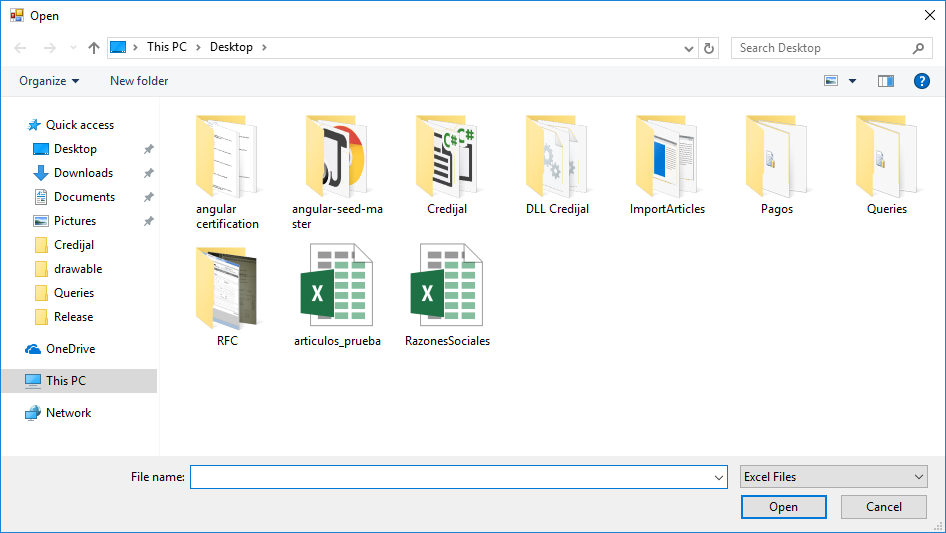 Open
This PC
Desktop
Search Desktop
Organize
New folder
Quick access
Desktop
Downloads
Documents
Pictures
Credijal
drawable
Queries
Release
OneDrive
This PC
Network
angular
certification
angular-seed-ma
ster
Credijal
DLL Credijal
ImportArticles
Pagos
Queries
RFC
articulos_prueba
RazonesSociales
File name:
Excel Files
Open
Cancel